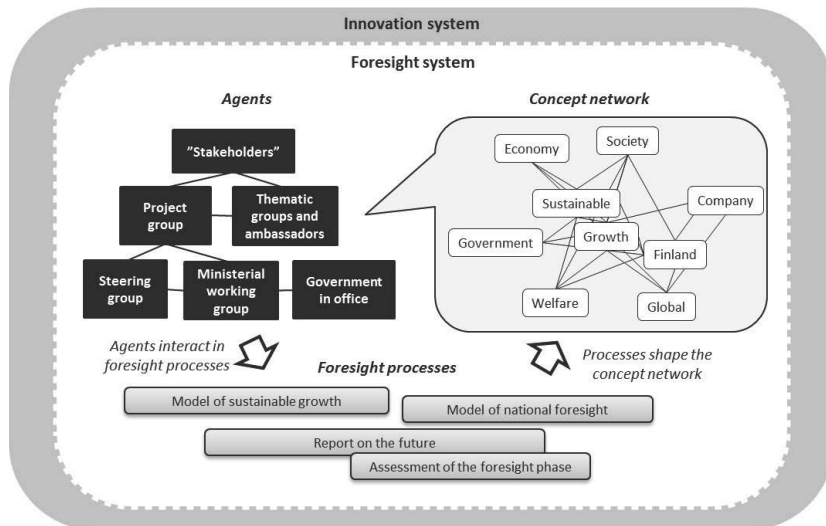 Innovation system
Foresight system
Agents
"Stakeholders"
Project
group
Thematic
groups and
ambassadors
Steering
group
Ministerial
working
group
Government
in office
Concept network
Economy
Society
Sustainable
Company
Government
Growth
Finland
Welfare
Global
Agents interact in
foresight processes
Foresight processes
Processes shape the
concept network
Model of sustainable growth
Model of national foresight
Report on the future
Assessment of the foresight phase